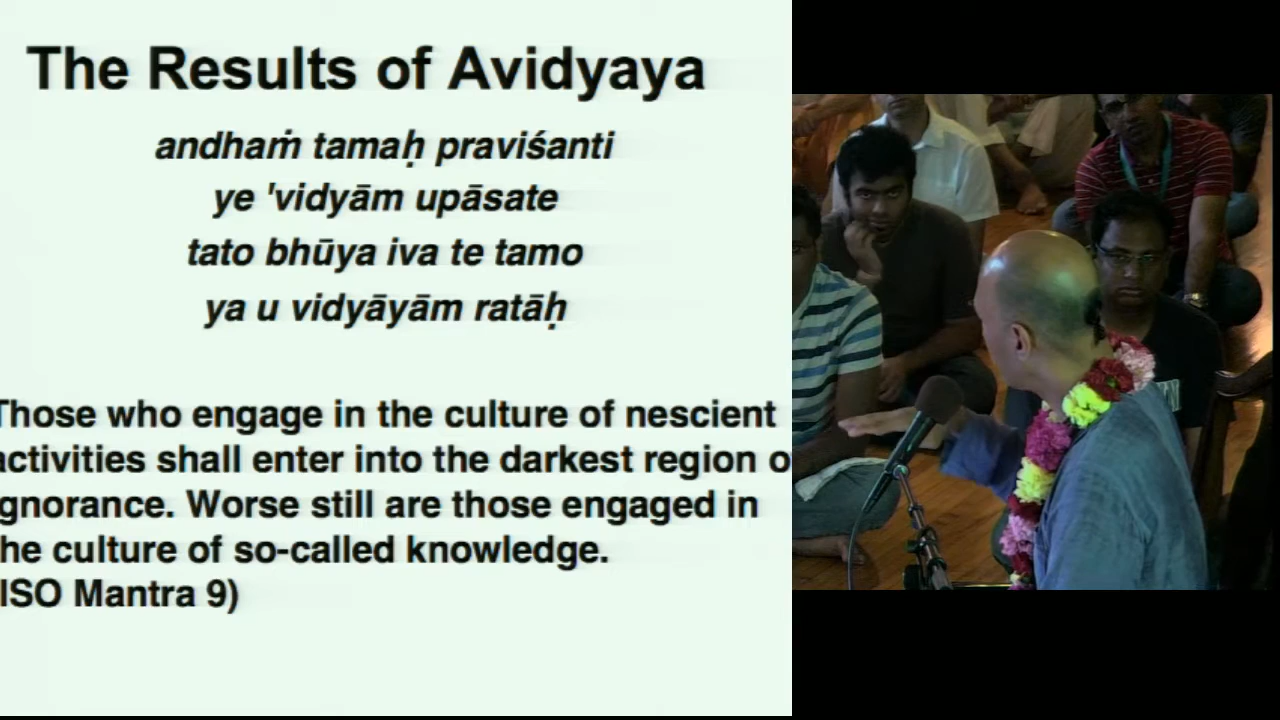 The Results of Avidyaya
andhaṁ tamaḥ praviśanti
ye 'vidyām upāsate
tato bhūya iva te tamo
ya u vidyāyām ratāḥ
Those who engage in the culture of nescient
activities shall enter into the darkest region o
gnorance. Worse still are those engaged in
he culture of so-called knowledge.
ISO Mantra 9)